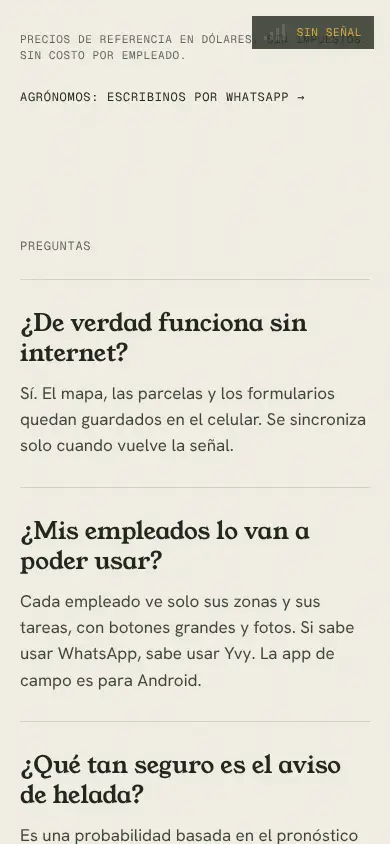 PRECIOS DE REFERENCIA EN DÓLARES, SIN IMPUESTOS.
SIN SEÑAL
SIN COSTO POR EMPLEADO.
AGRÓNOMOS: ESCRIBINOS POR WHATSAPP →
PREGUNTAS
¿De verdad funciona sin
internet?
Sí. El mapa, las parcelas y los formularios
quedan guardados en el celular. Se sincroniza
solo cuando vuelve la señal.
¿Mis empleados lo van a
poder usar?
Cada empleado ve solo sus zonas y sus
tareas, con botones grandes y fotos. Si sabe
usar WhatsApp, sabe usar Yvy. La app de
campo es para Android.
¿Qué tan seguro es el aviso
de helada?
Es una probabilidad basada en el pronóstico